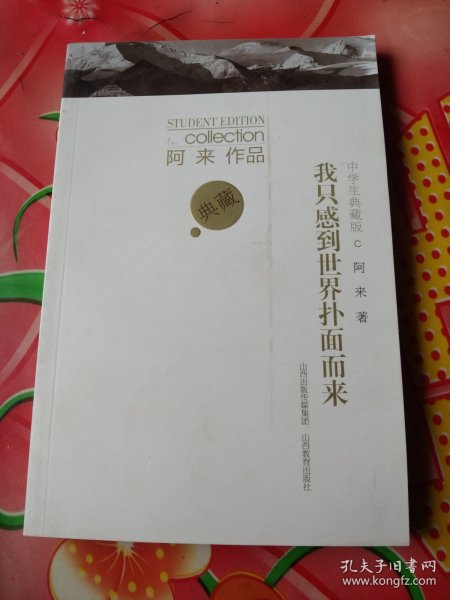 STUDENT EDITION
collection
阿来 作品
典藏
中学生典藏版 C 阿来 著
我只感到世界扑面而来
山西出版传媒集团 山西教育出版社
孔夫子旧书网
www.kongfz.com